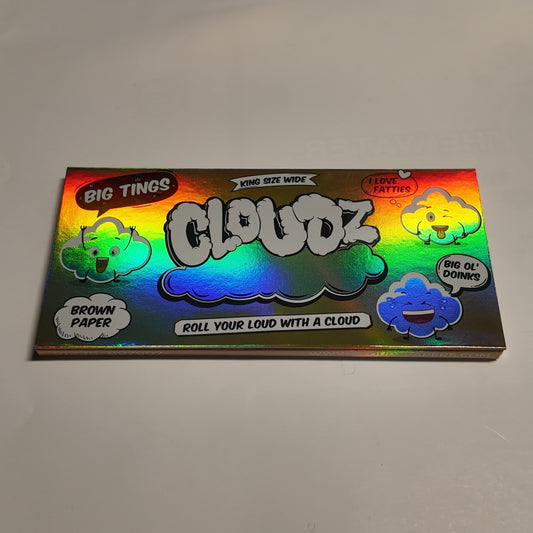 BIG TINGS
KING SIZE WIDE
I LOVE
FATTIES
CLOUDZ
BIG OL'
DOINKS
BROWN
PAPER
ROLL YOUR LOUD WITH A CLOUD